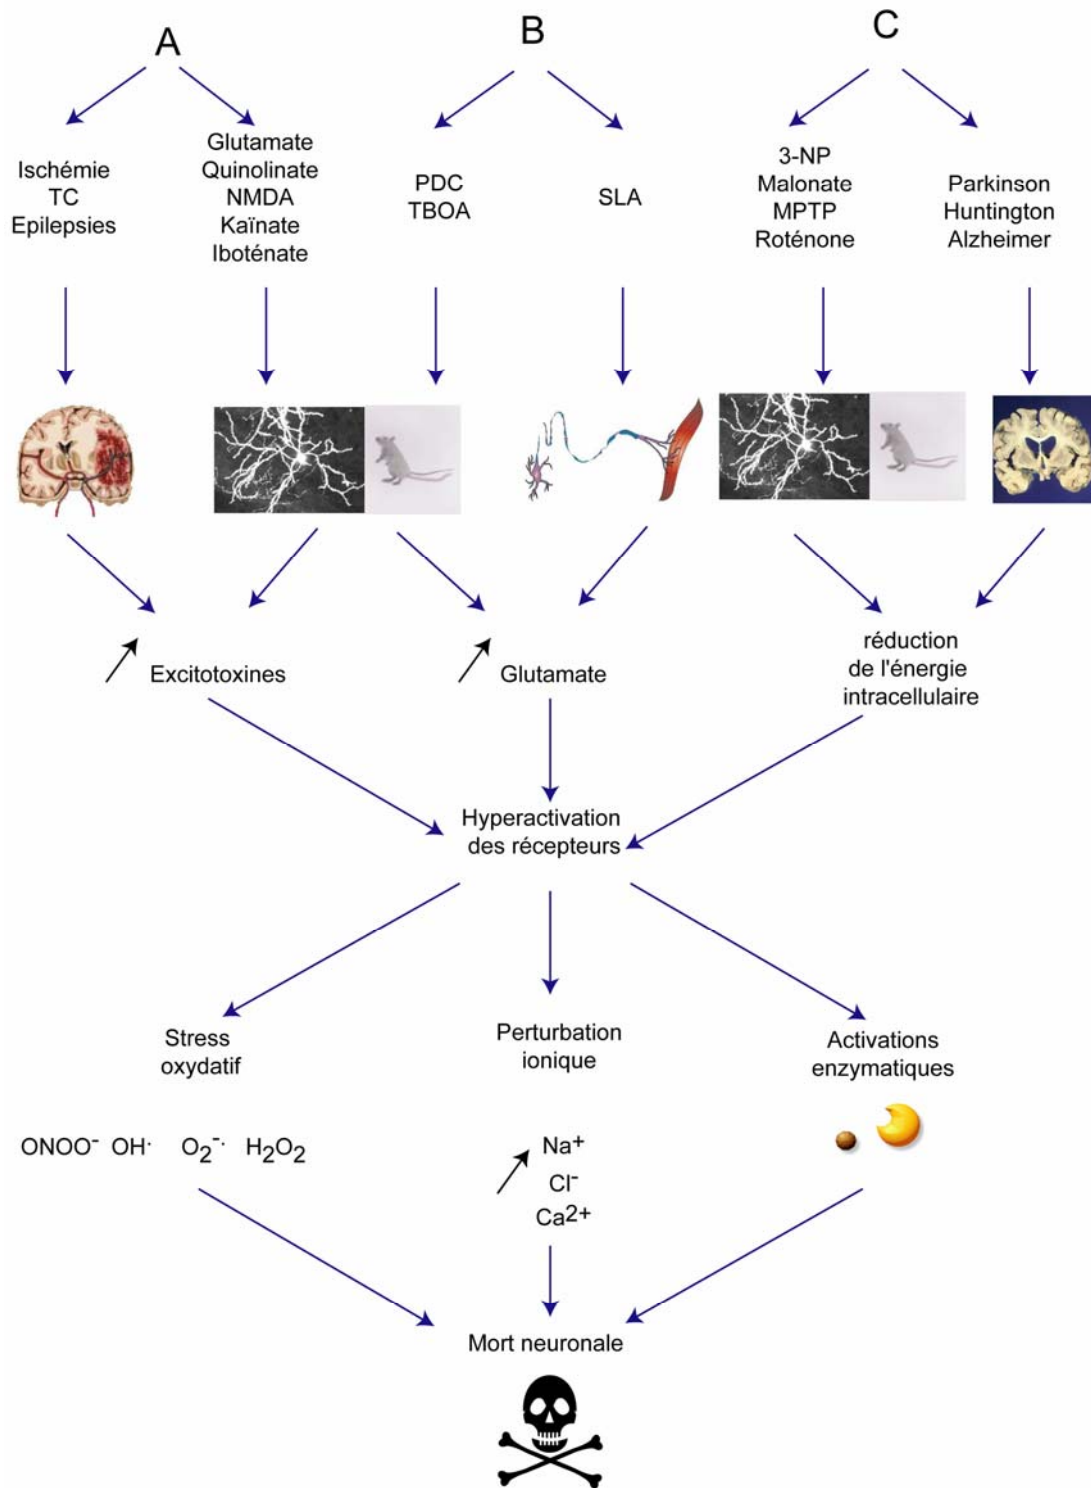 A
B
C
Ischémie
TC
Epilepsies
Glutamate
Quinolinate
NMDA
Kaïnate
Iboténate
PDC
TBOA
SLA
3-NP
Malonate
MPTP
Roténone
Parkinson
Huntington
Alzheimer
Excitotoxines
Glutamate
réduction
de l'énergie
intracellulaire
Hyperactivation
des récepteurs
Stress
oxydatif
Perturbation
ionique
Activations
enzymatiques
ONOO⁻ OH· O₂⁻· H₂O₂
Na⁺
Cl⁻
Ca²⁺
Mort neuronale